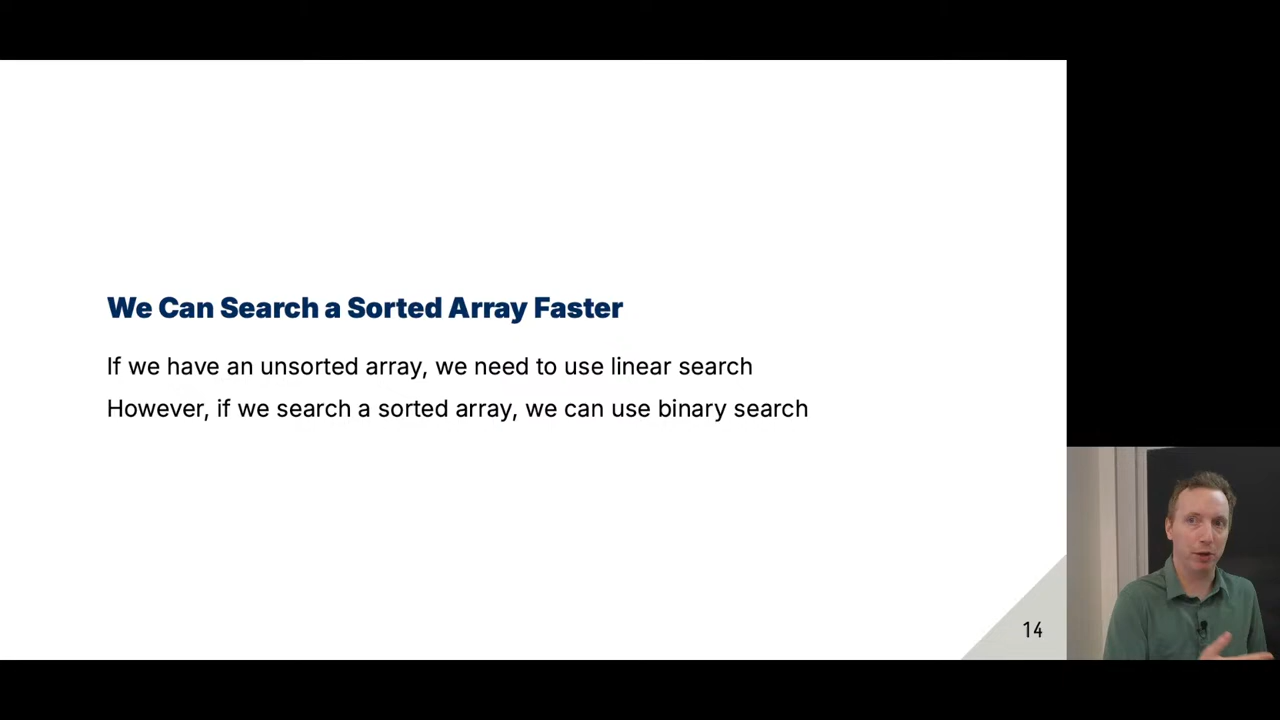 We Can Search a Sorted Array Faster
If we have an unsorted array, we need to use linear search
However, if we search a sorted array, we can use binary search
14